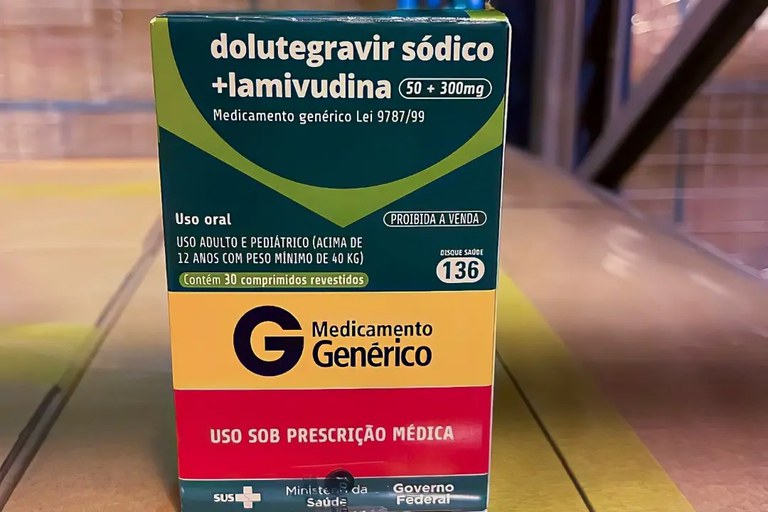 dolutegravir sódico
+lamivudina 50 + 300mg
Medicamento genérico Lei 9787/99
Uso oral
PROIBIDA A VENDA
USO ADULTO E PEDIÁTRICO (ACIMA DE
12 ANOS COM PESO MÍNIMO DE 40 KG)
DISQUE SAÚDE
136
Contém 30 comprimidos revestidos
G Medicamento
Genérico
USO SOB PRESCRIÇÃO MÉDICA
SUS
da
Saúde
Governo
Federal